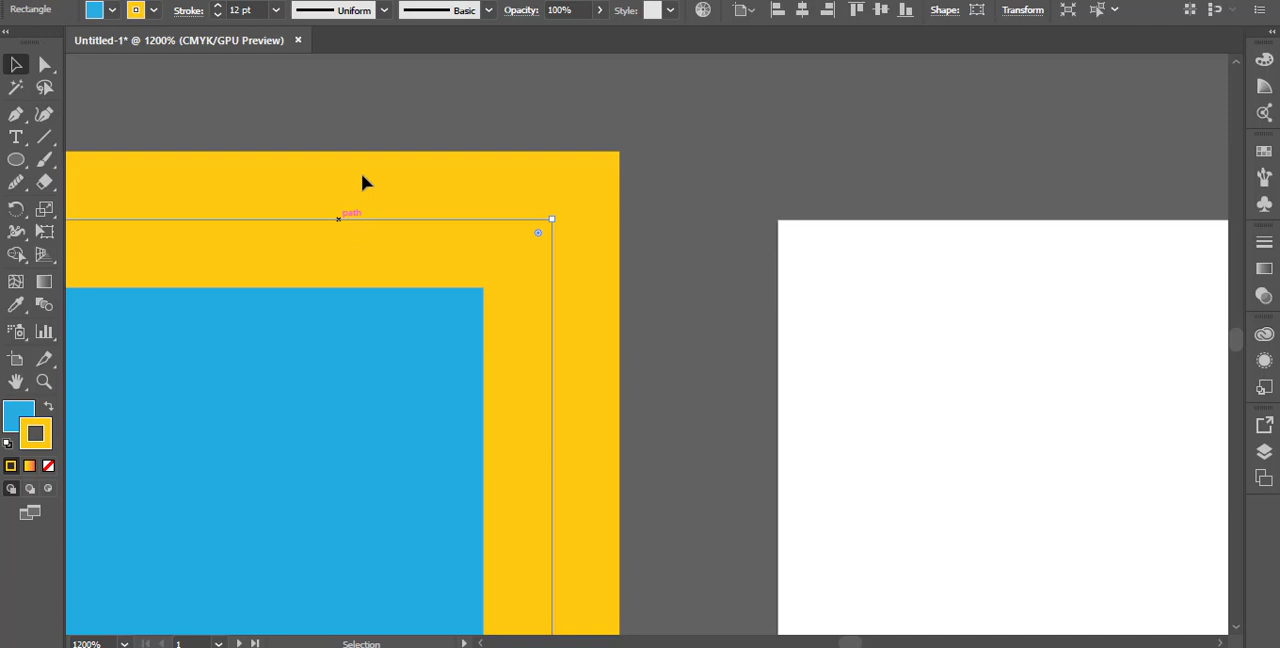 Rectangle Stroke: 12 pt Uniform Basic Opacity: 100% Style: Shape: Transform
Untitled-1* @ 1200% (CMYK/GPU Preview) ×
path
1200% 1 Selection